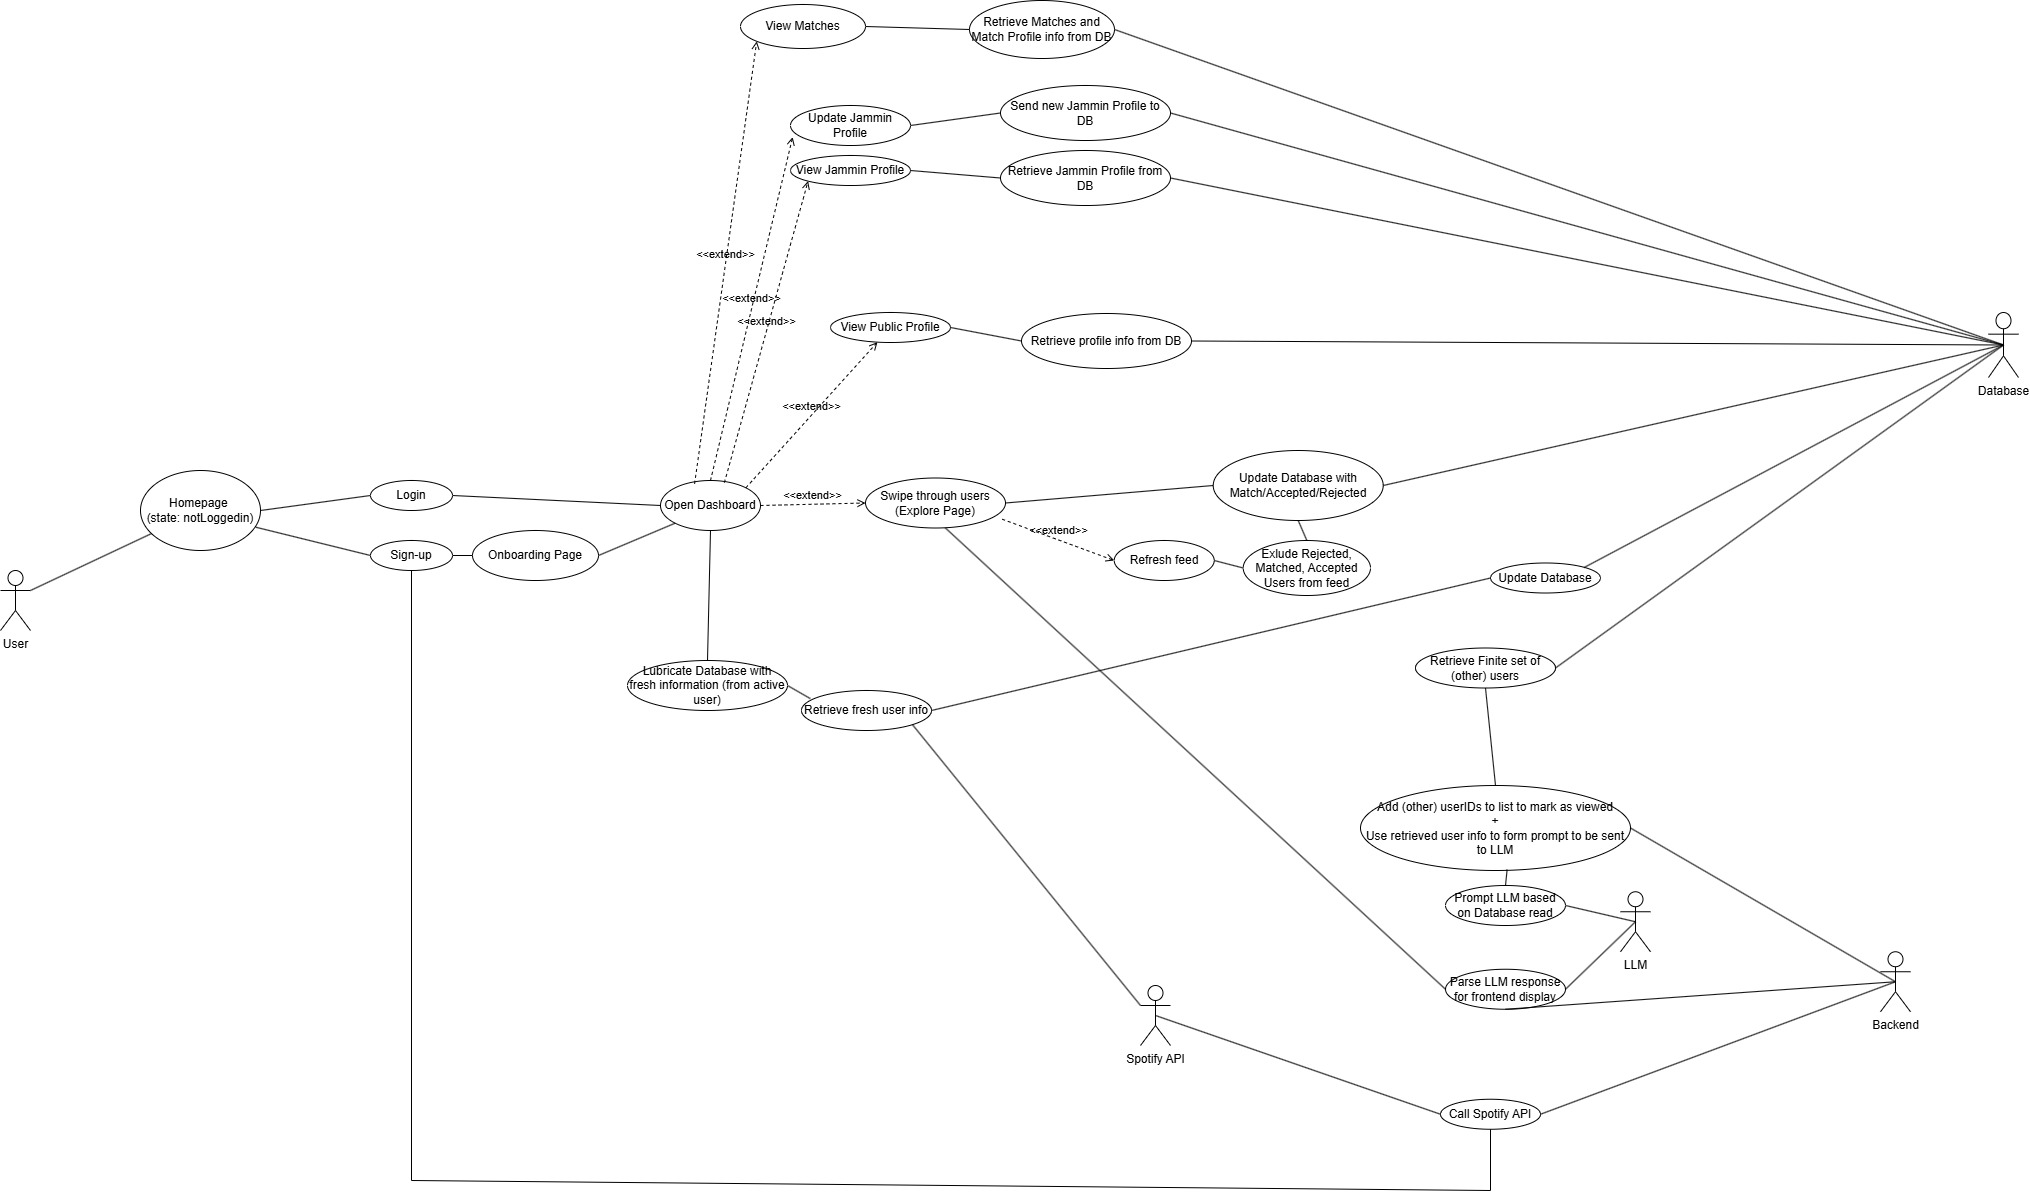 View Matches
Retrieve Matches and
Match Profile info from DB
Update Jammin
Profile
Send new Jammin Profile to
DB
View Jammin Profile
Retrieve Jammin Profile from
DB
<<extend>>
<<extend>>
<<extend>>
View Public Profile
Retrieve profile info from DB
Database
<<extend>>
Homepage
(state: notLoggedin)
Login
Open Dashboard
<<extend>>
Swipe through users
(Explore Page)
Update Database with
Match/Accepted/Rejected
<<extend>>
Sign-up
Onboarding Page
Refresh feed
Exlude Rejected,
Matched, Accepted
Users from feed
Update Database
User
Lubricate Database with
fresh information (from active
user)
Retrieve fresh user info
Retrieve Finite set of
(other) users
Add (other) userIDs to list to mark as viewed
+
Use retrieved user info to form prompt to be sent
to LLM
Prompt LLM based
on Database read
LLM
Parse LLM response
for frontend display
Backend
Spotify API
Call Spotify API